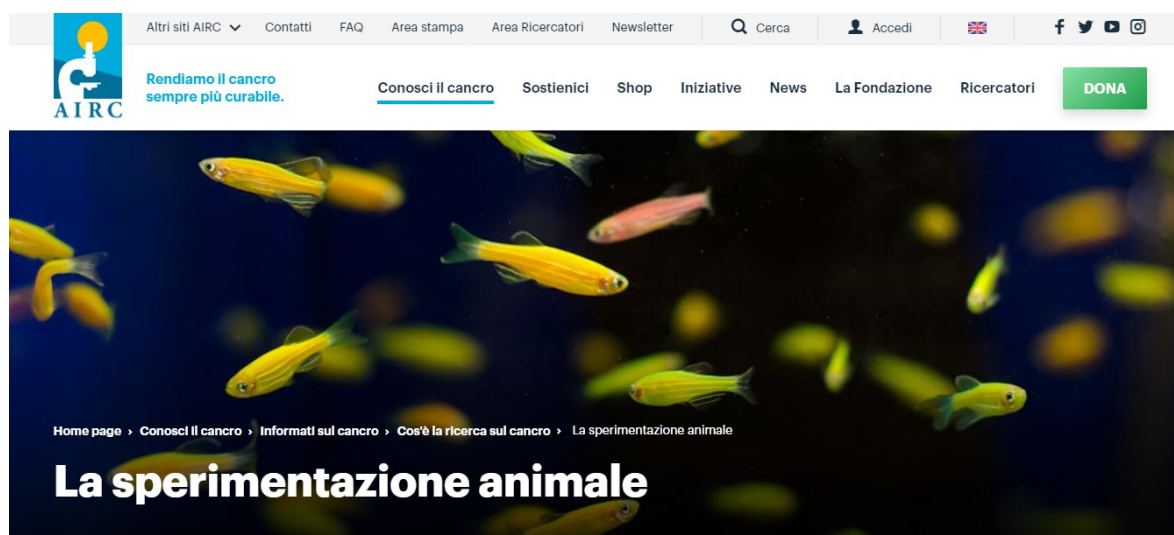 Altri siti AIRC Contatti FAQ Area stampa Area Ricercatori Newsletter Cerca Accedi
AIRC
Rendiamo il cancro
sempre più curabile.
Conosci il cancro Sostienici Shop Iniziative News La Fondazione Ricercatori DONA
Home page › Conosci il cancro › Informati sul cancro › Cos'è la ricerca sul cancro › La sperimentazione animale
La sperimentazione animale